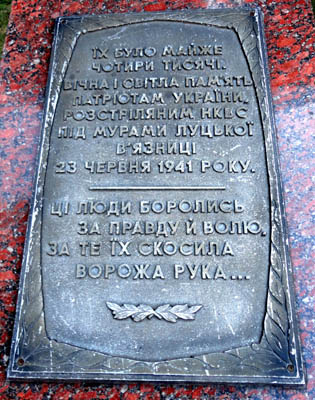 ЇХ БУЛО МАЙЖЕ
ЧОТИРИ ТИСЯЧІ.
ВІЧНА І СВІТЛА ПАМ'ЯТЬ
ПАТРІОТАМ УКРАЇНИ,
РОЗСТРІЛЯНИМ НКВС
ПІД МУРАМИ ЛУЦЬКОЇ
В'ЯЗНИЦІ
23 ЧЕРВНЯ 1941 РОКУ.
ЦІ ЛЮДИ БОРОЛИСЬ
ЗА ПРАВДУ Й ВОЛЮ,
ЗА ТЕ ЇХ СКОСИЛА
ВОРОЖА РУКА...